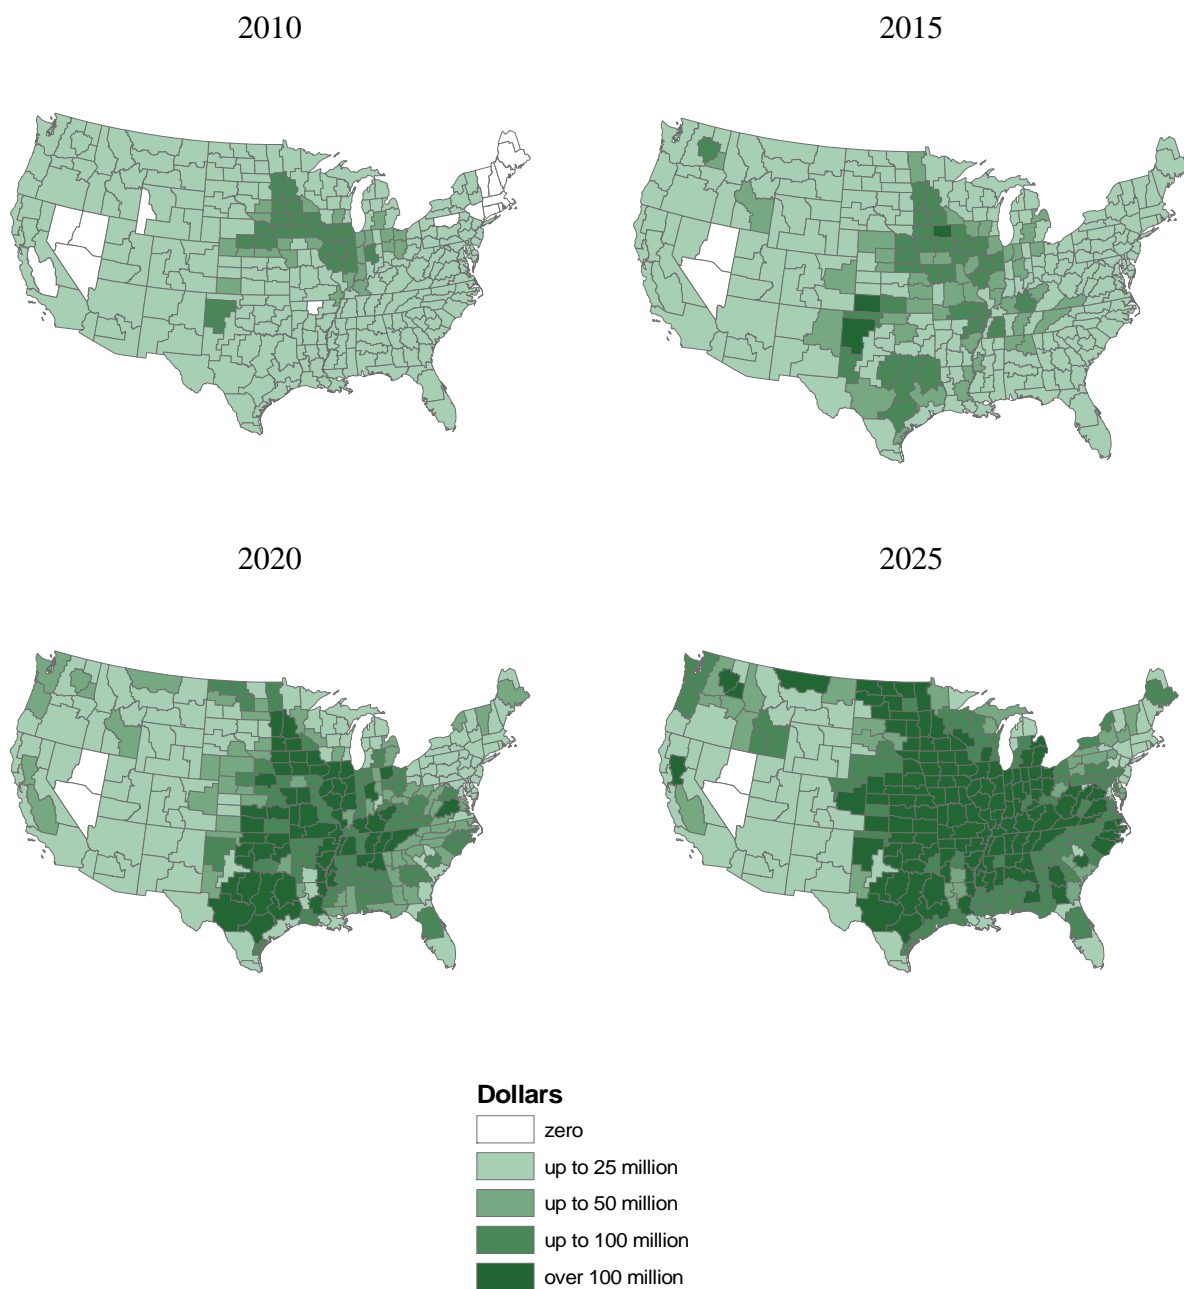 2010
2015
2020
2025
Dollars
zero
up to 25 million
up to 50 million
up to 100 million
over 100 million